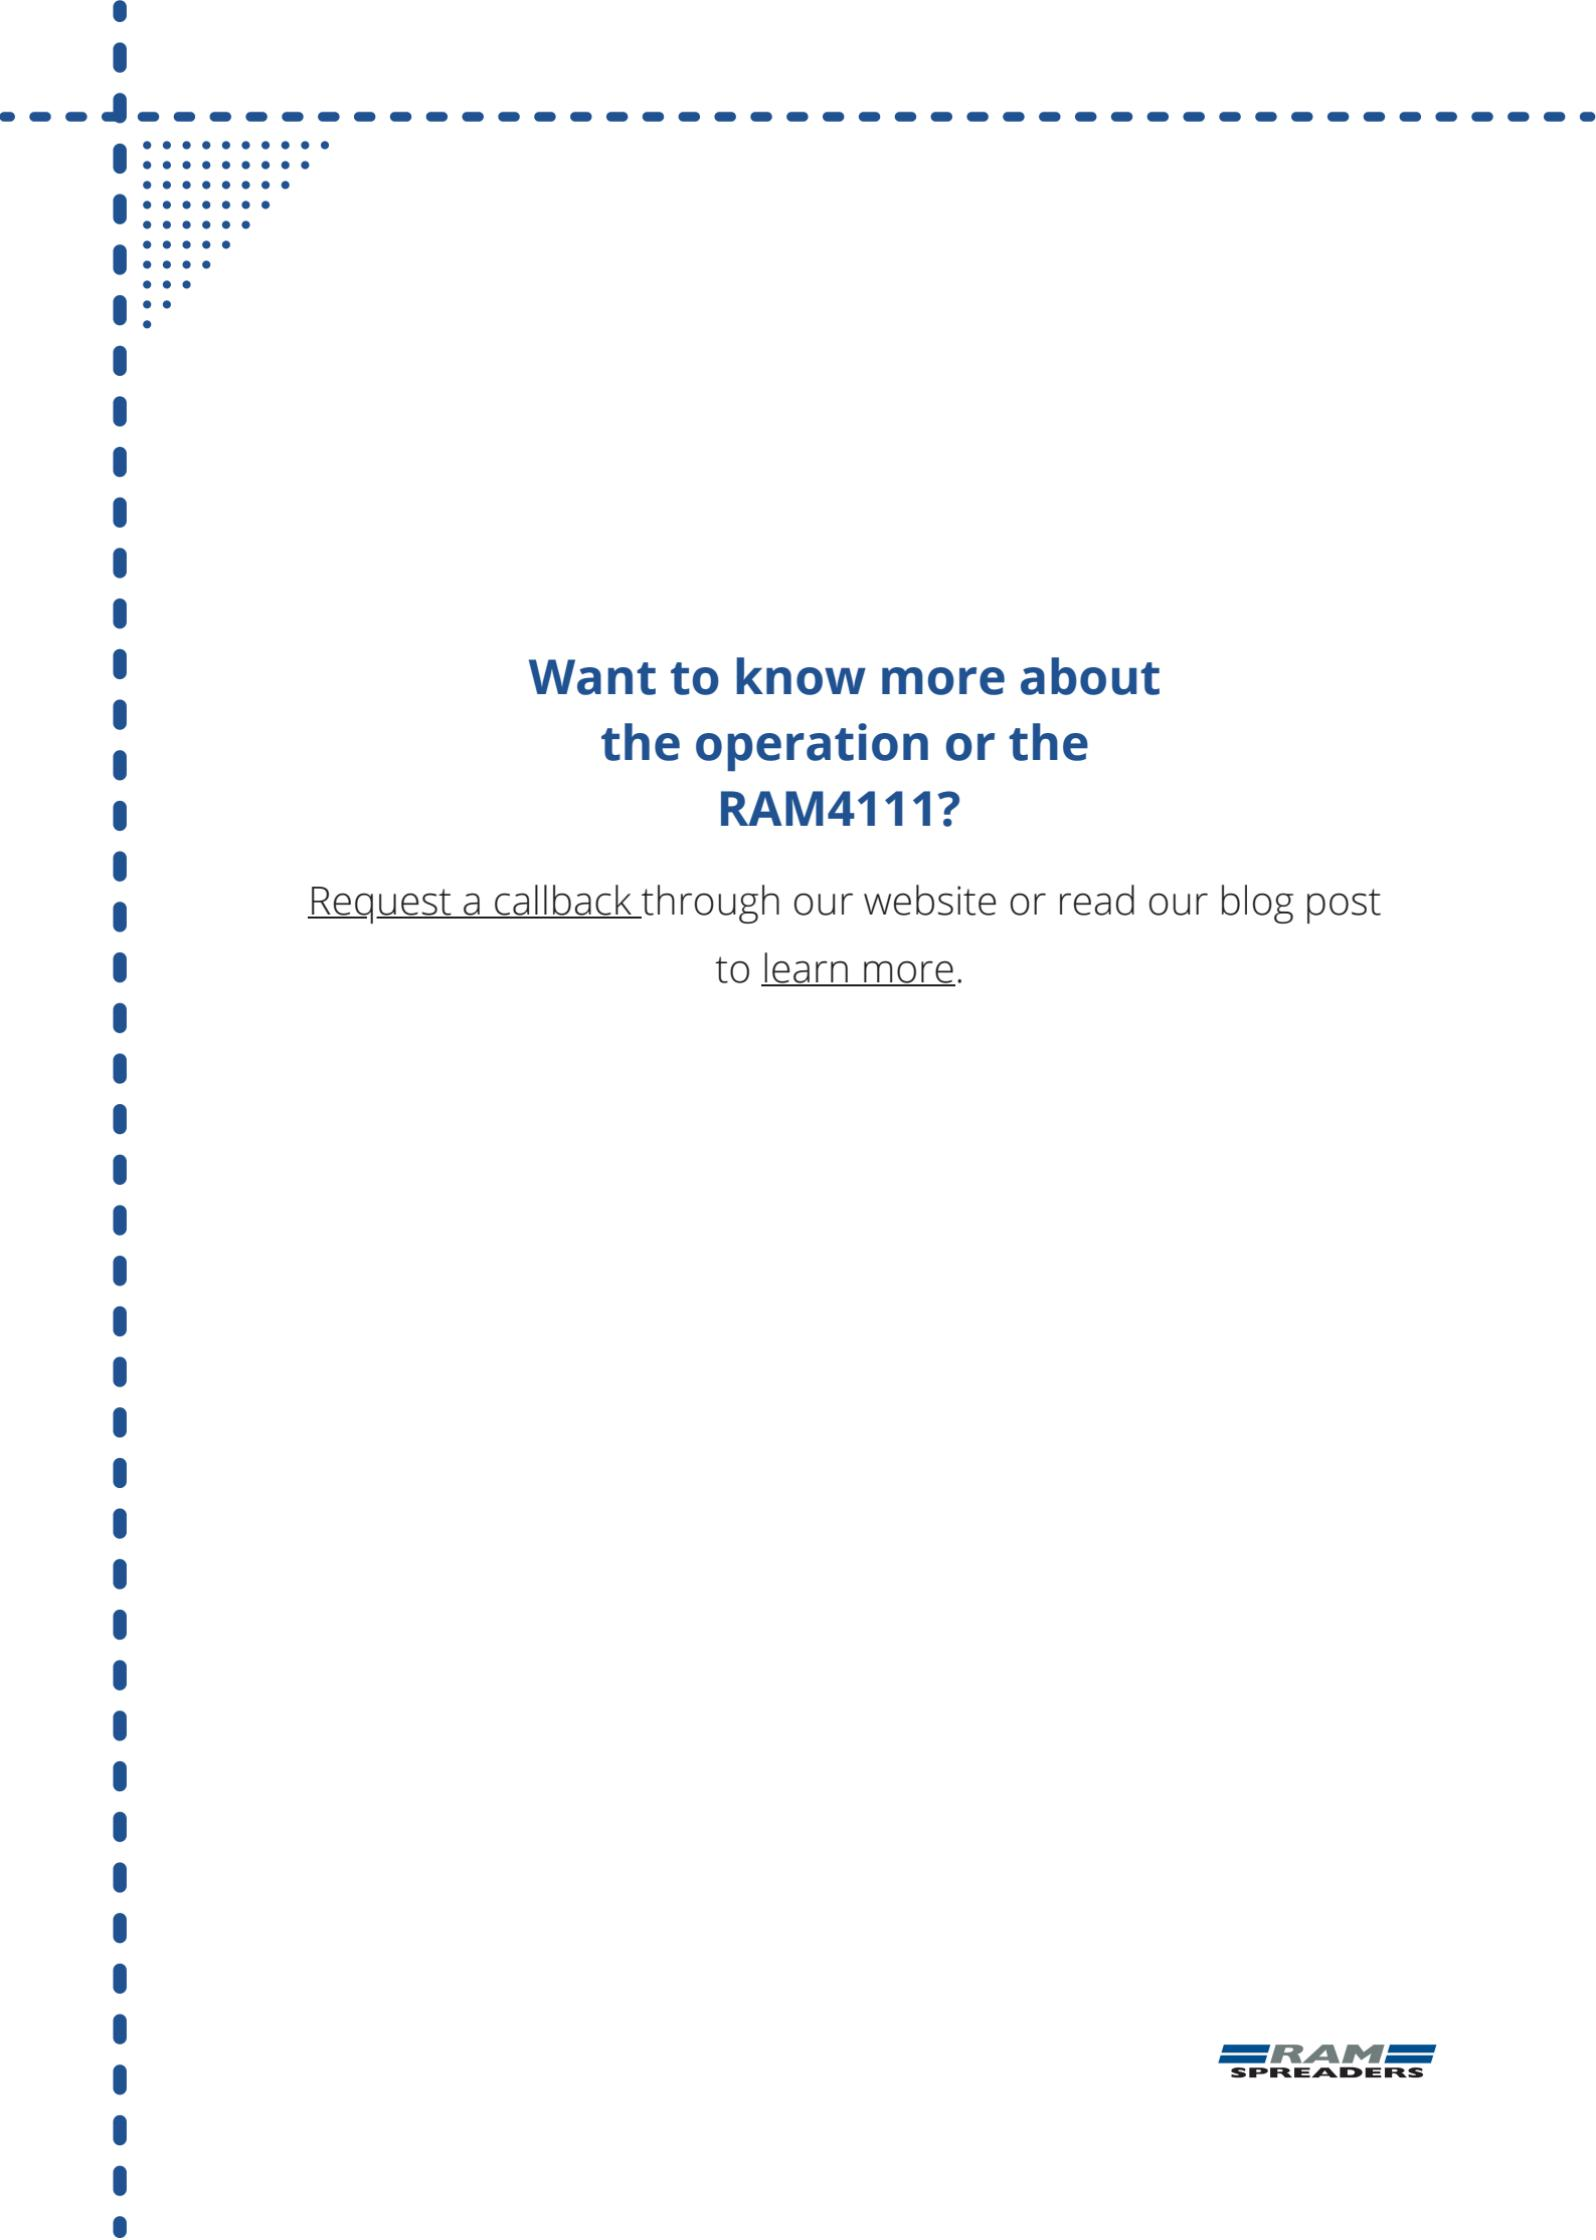 Want to know more about
the operation or the
RAM4111?
Request a callback through our website or read our blog post
to learn more.
RAM
SPREADERS